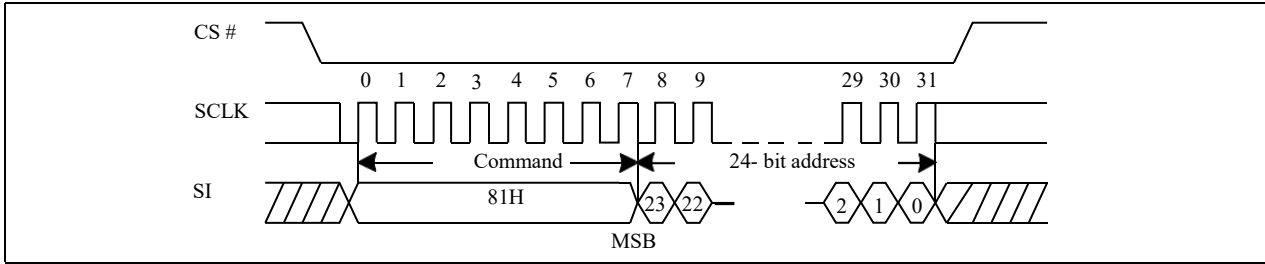 CS #
0 1 2 3 4 5 6 7 8 9 29 30 31
SCLK
Command 24- bit address
SI 81H 23 22 2 1 0
MSB